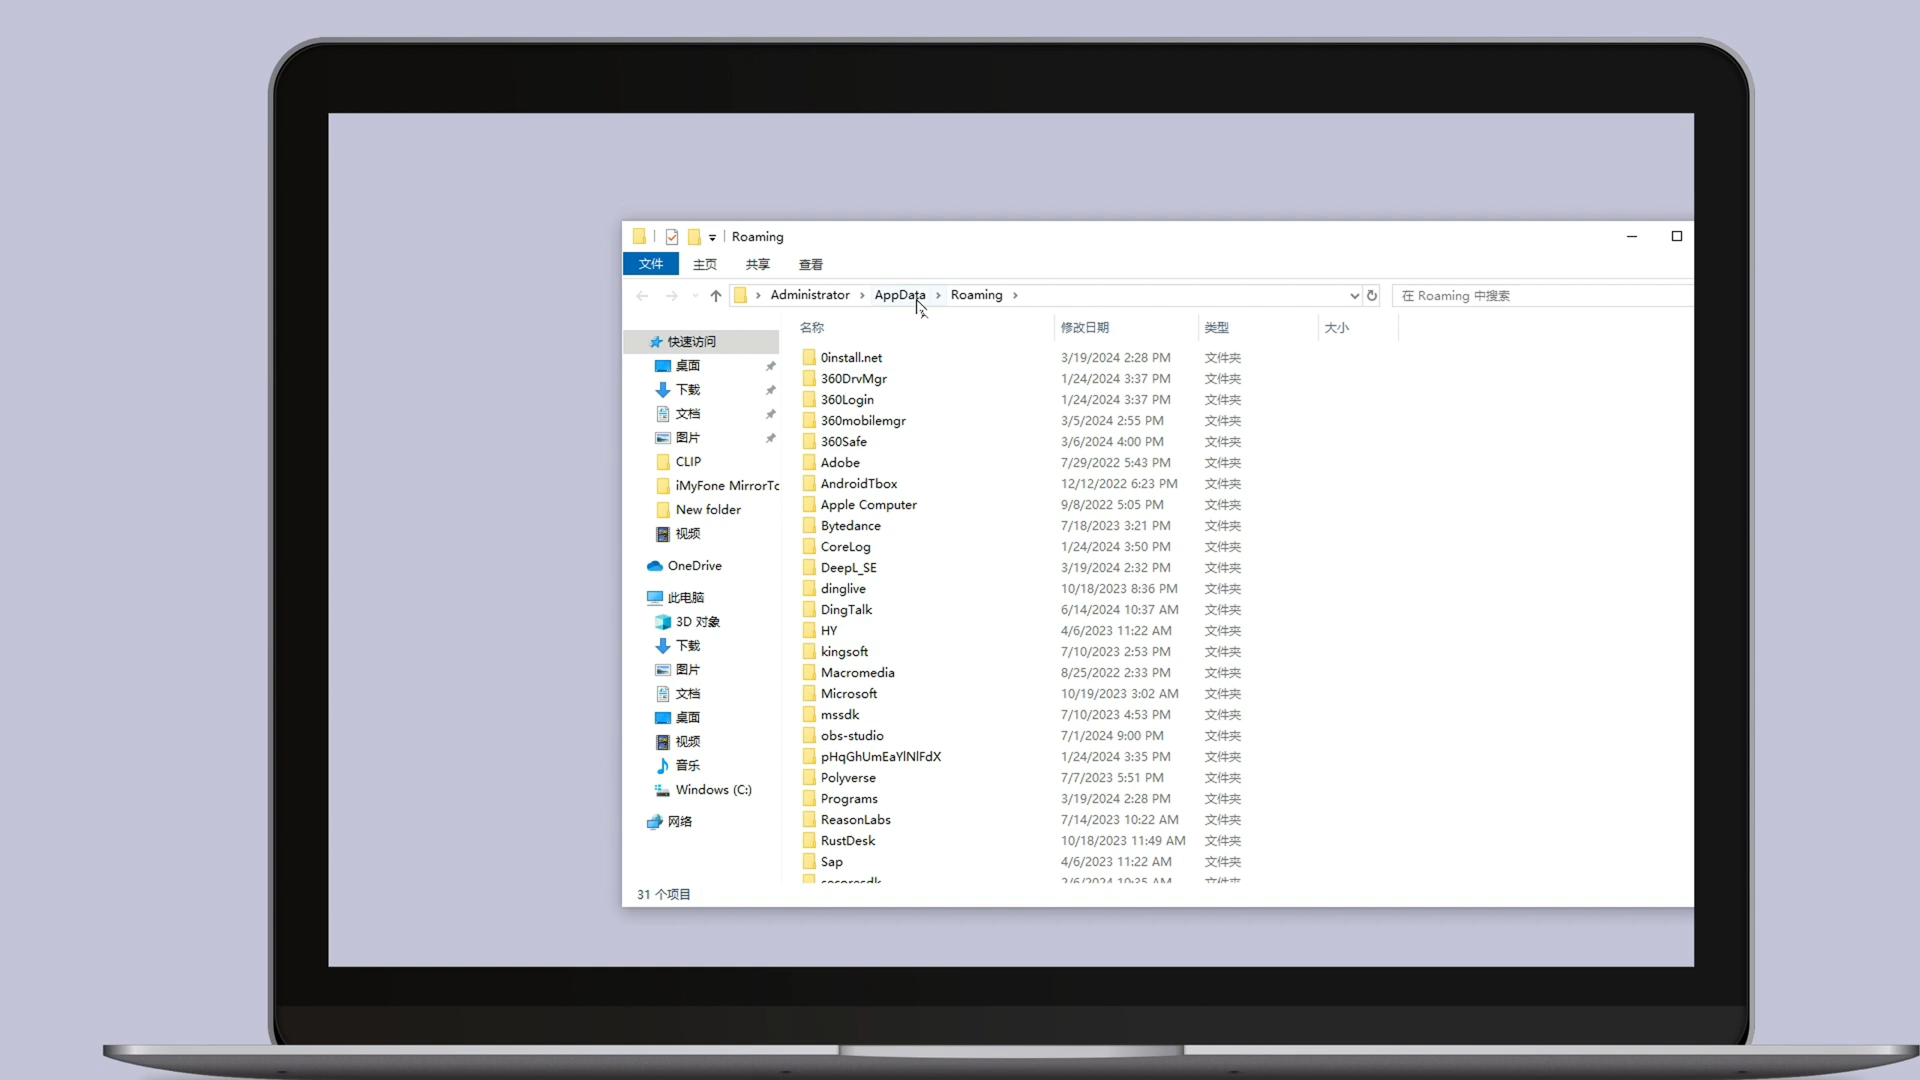 Roaming
文件 主页 共享 查看
Administrator AppData Roaming 在 Roaming 中搜索
名称 修改日期 类型 大小
快速访问
桌面
下载
文档
图片
CLIP
iMyFone MirrorTo
New folder
视频
OneDrive
此电脑
3D 对象
下载
图片
文档
桌面
视频
音乐
Windows (C:)
网络
0install.net 3/19/2024 2:28 PM 文件夹
360DrvMgr 1/24/2024 3:37 PM 文件夹
360Login 1/24/2024 3:37 PM 文件夹
360mobilemgr 3/5/2024 2:55 PM 文件夹
360Safe 3/6/2024 4:00 PM 文件夹
Adobe 7/29/2022 5:43 PM 文件夹
AndroidTbox 12/12/2022 6:23 PM 文件夹
Apple Computer 9/8/2022 5:05 PM 文件夹
Bytedance 7/18/2023 3:21 PM 文件夹
CoreLog 1/24/2024 3:50 PM 文件夹
DeepL_SE 3/19/2024 2:32 PM 文件夹
dinglive 10/18/2023 8:36 PM 文件夹
DingTalk 6/14/2024 10:37 AM 文件夹
HY 4/6/2023 11:22 AM 文件夹
kingsoft 7/10/2023 2:53 PM 文件夹
Macromedia 8/25/2022 2:33 PM 文件夹
Microsoft 10/19/2023 3:02 AM 文件夹
mssdk 7/10/2023 4:53 PM 文件夹
obs-studio 7/1/2024 9:00 PM 文件夹
pHqGhUmEaYlNlFdX 1/24/2024 3:35 PM 文件夹
Polyverse 7/7/2023 5:51 PM 文件夹
Programs 3/19/2024 2:28 PM 文件夹
ReasonLabs 7/14/2023 10:22 AM 文件夹
RustDesk 10/18/2023 11:49 AM 文件夹
Sap 4/6/2023 11:22 AM 文件夹
2/6/2024 10:35 AM 文件夹
31 个项目